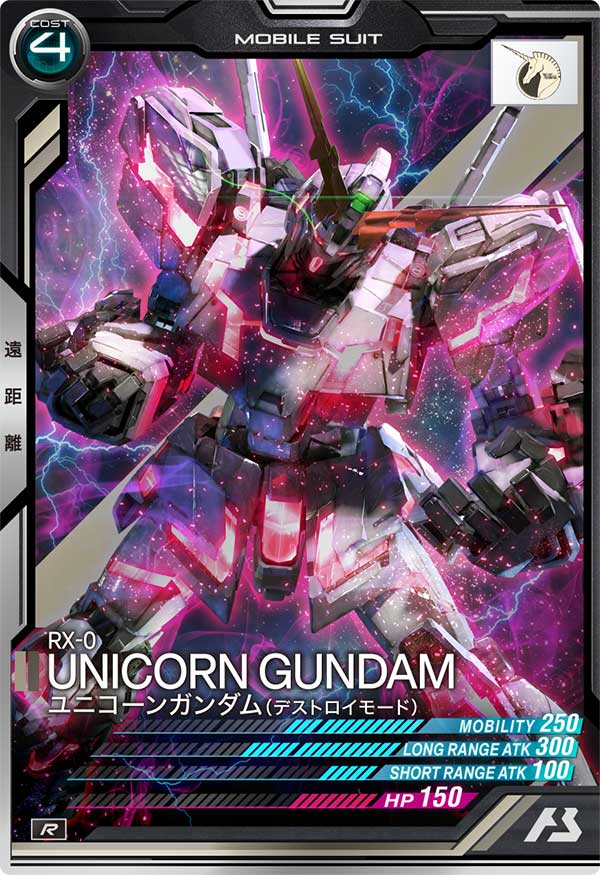 COST
4
MOBILE SUIT
遠距離
RX-0
UNICORN GUNDAM
ユニコーンガンダム(デストロイモード)
MOBILITY 250
LONG RANGE ATK 300
SHORT RANGE ATK 100
HP 150
R